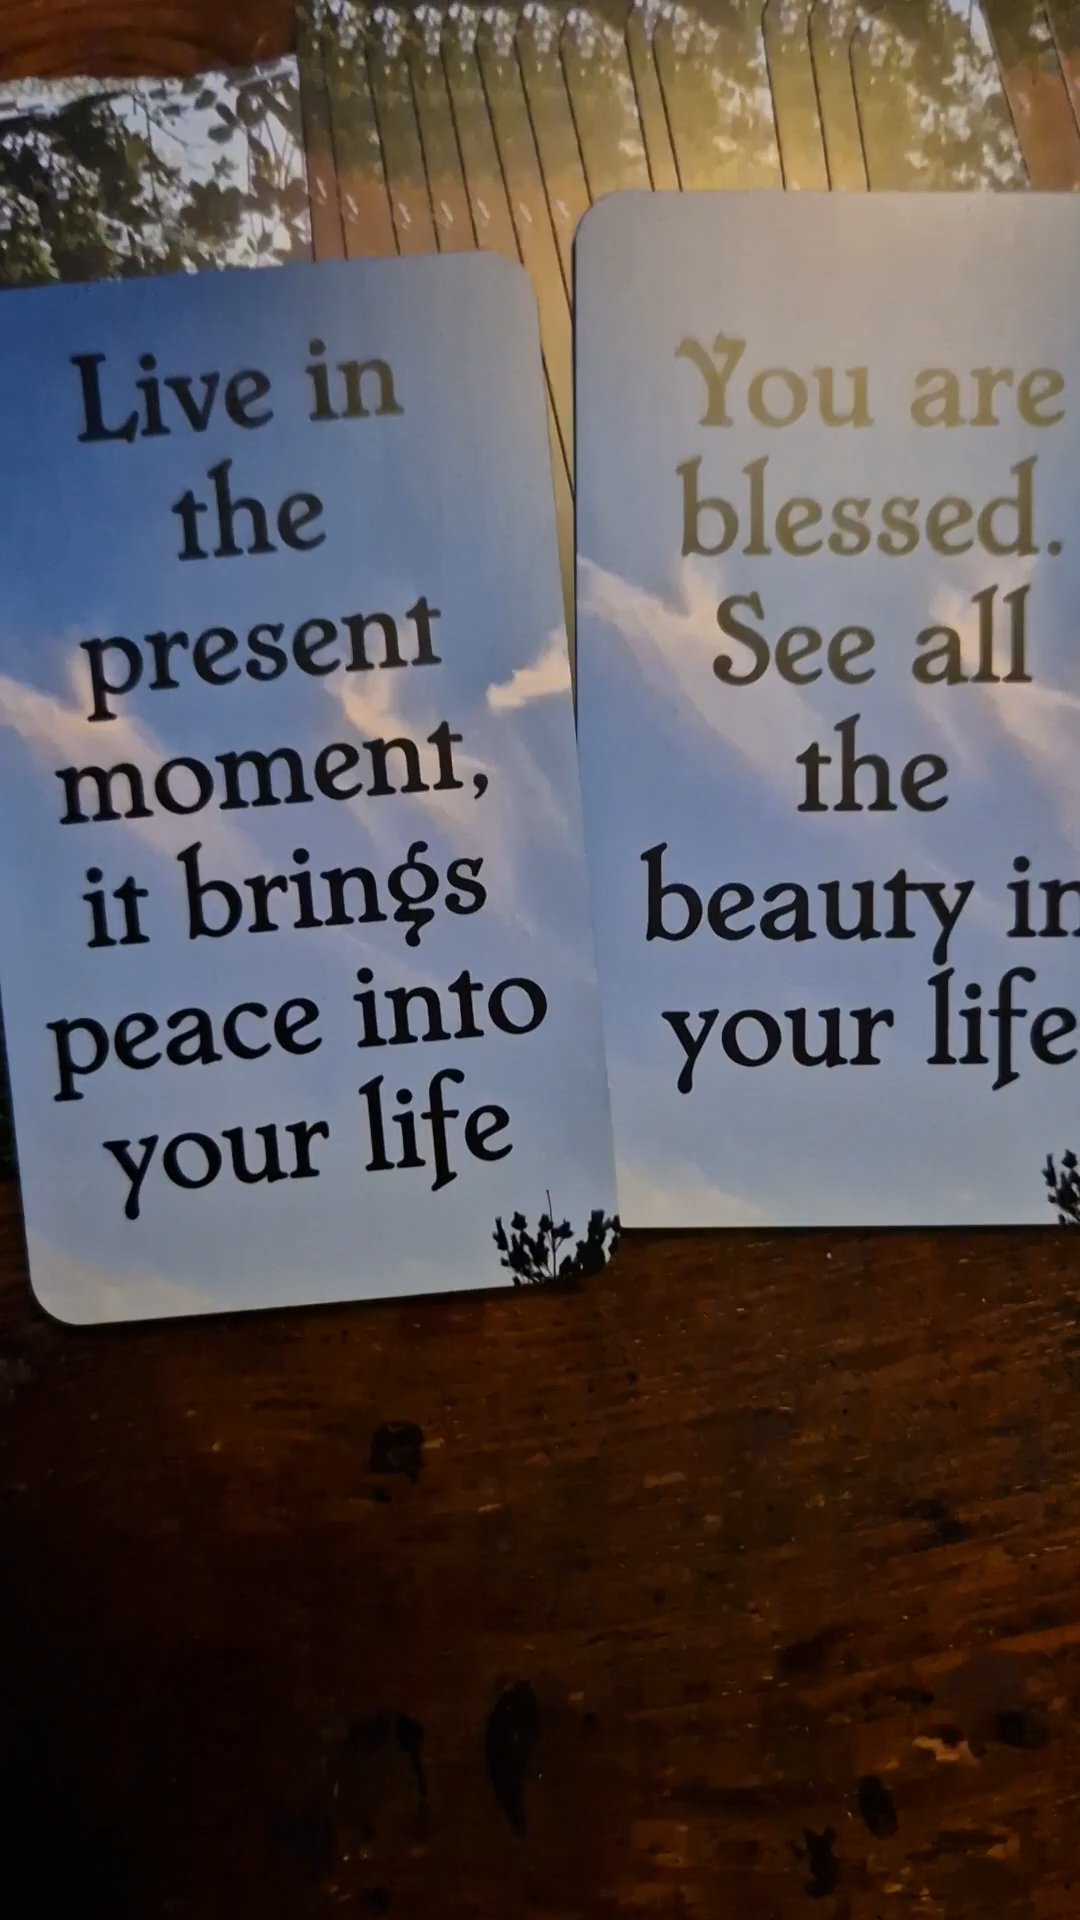 Live in
the
present
moment,
it brings
peace into
your life
You are
blessed.
See all
the
beauty in
your life